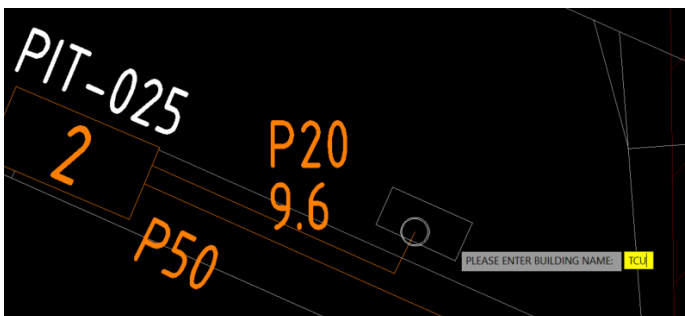 PIT-025
2
P20
9.6
P50
PLEASE ENTER BUILDING NAME: TCU